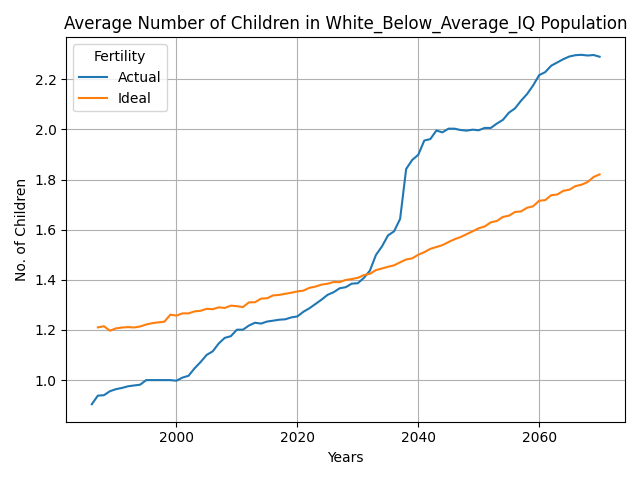 Average Number of Children in White_Below_Average_IQ Population
Fertility
Actual
Ideal
2.2
2.0
1.8
1.6
1.4
1.2
1.0
No. of Children
2000
2020
2040
2060
Years